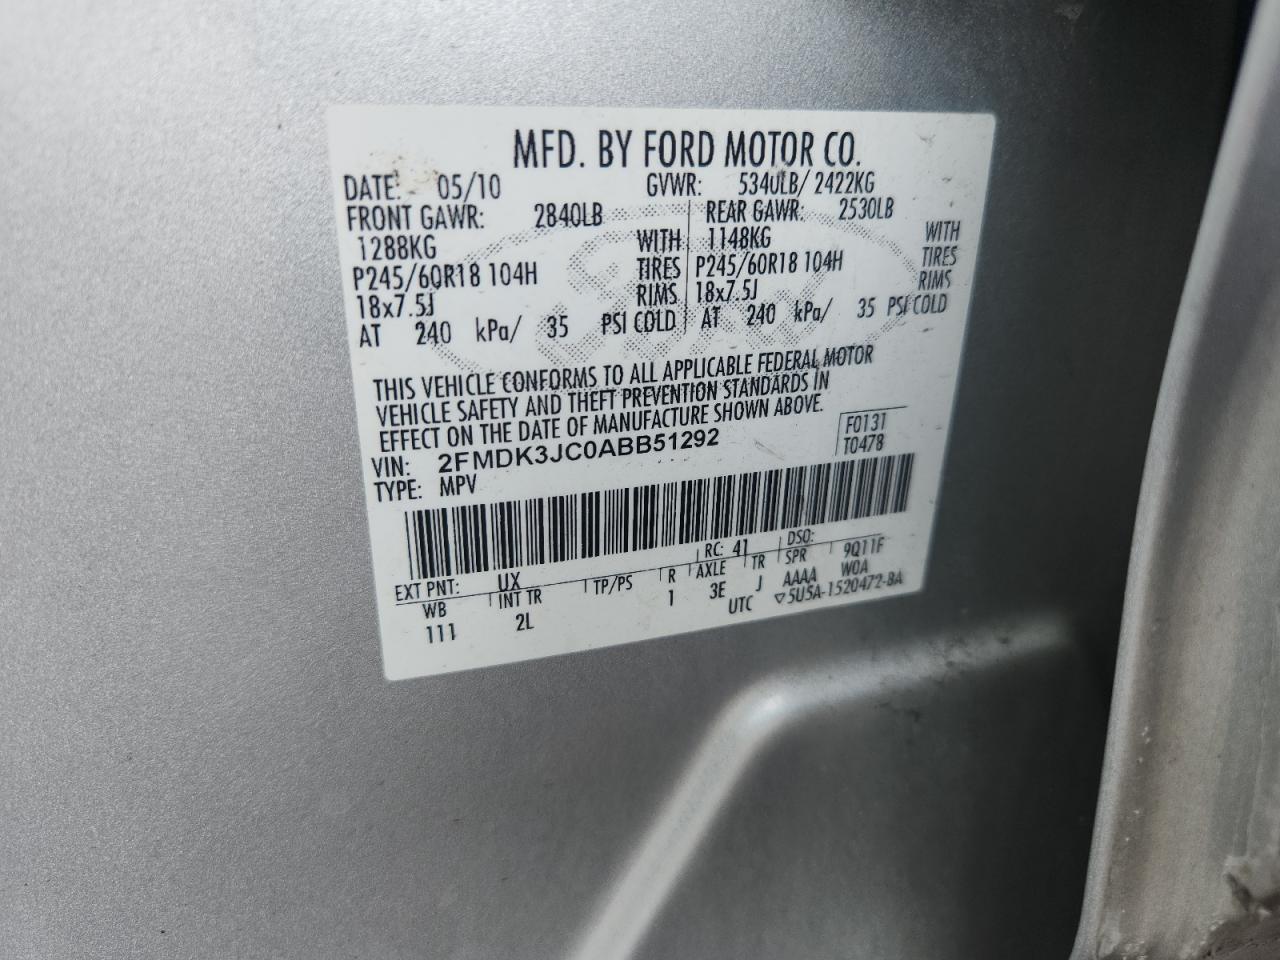 MFD. BY FORD MOTOR CO.
DATE: 05/10 GVWR: 5340LB/ 2422KG
FRONT GAWR: 2840LB REAR GAWR: 2530LB
1288KG WITH 1148KG WITH
P245/60R18 104H TIRES P245/60R18 104H TIRES
18x7.5J RIMS 18x7.5J RIMS
AT 240 kPa/ 35 PSI COLD AT 240 kPa/ 35 PSI COLD
THIS VEHICLE CONFORMS TO ALL APPLICABLE FEDERAL MOTOR
VEHICLE SAFETY AND THEFT PREVENTION STANDARDS IN
EFFECT ON THE DATE OF MANUFACTURE SHOWN ABOVE.
VIN: 2FMDK3JC0ABB51292 F0131
TYPE: MPV T0478
EXT PNT: UX RC: 41 DSO: 9Q11F
WB INT TR TP/PS R AXLE TR SPR W0A
111 2L 1 3E J AAAA
UTC ▽5U5A-1520472-BA